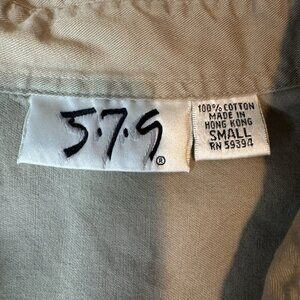 5·7·9
®
100% COTTON
MADE IN
HONG KONG
SMALL
RN 59394